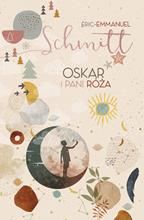 ÉRIC-EMMANUEL
Schmitt
OSKAR
I PANI RÓŻA